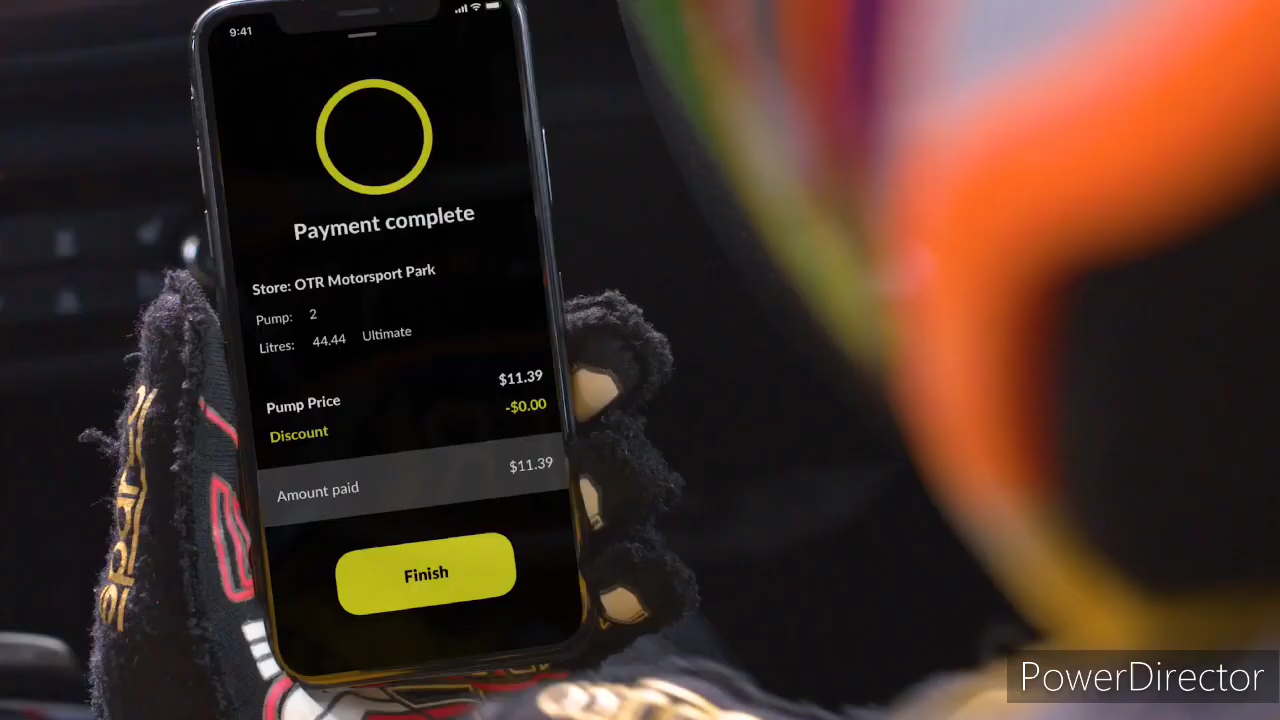 9:41
Payment complete
Store: OTR Motorsport Park
Pump: 2
Litres: 44.44 Ultimate
Pump Price $11.39
Discount -$0.00
Amount paid $11.39
Finish
PowerDirector